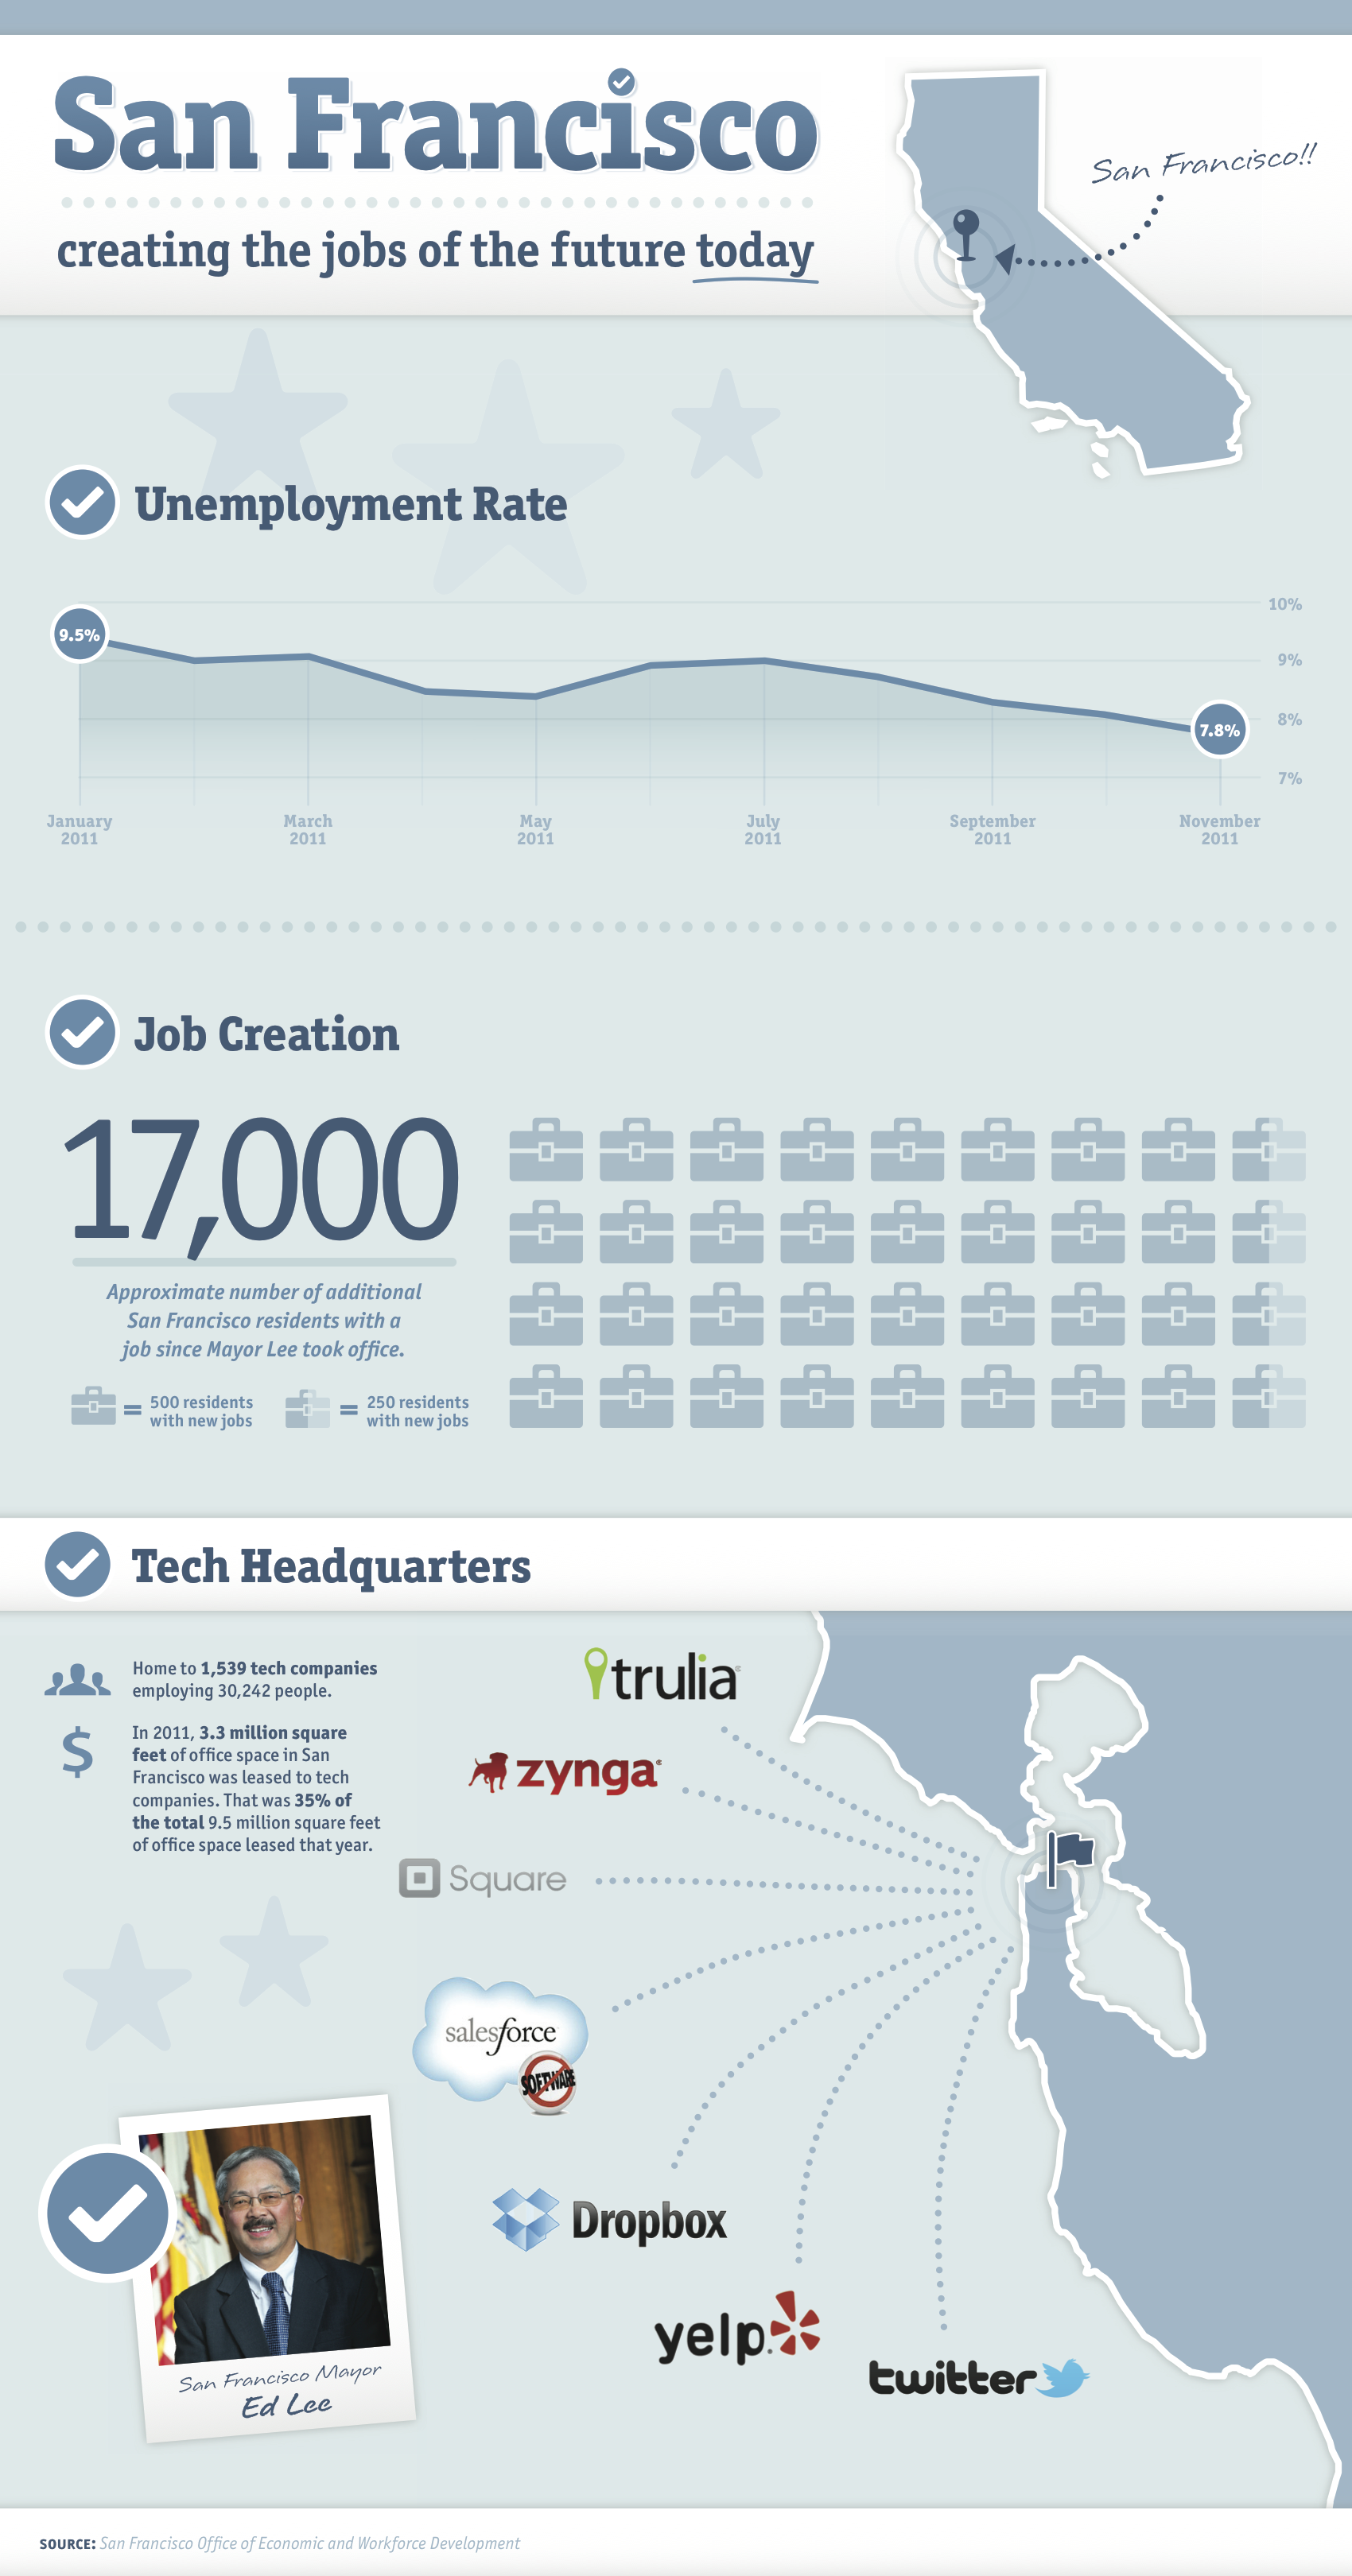 San Francisco
creating the jobs of the future today
San Francisco!!
Unemployment Rate
10%
9.5%
9%
8%
7.8%
7%
January
2011
March
2011
May
2011
July
2011
September
2011
November
2011
Job Creation
17,000
Approximate number of additional
San Francisco residents with a
job since Mayor Lee took office.
= 500 residents
with new jobs
= 250 residents
with new jobs
Tech Headquarters
Home to 1,539 tech companies
employing 30,242 people.
$
In 2011, 3.3 million square
feet of office space in San
Francisco was leased to tech
companies. That was 35% of
the total 9.5 million square feet
of office space leased that year.
trulia
zynga
Square
salesforce
SOFTWARE
Dropbox
yelp
twitter
San Francisco Mayor
Ed Lee
SOURCE: San Francisco Office of Economic and Workforce Development